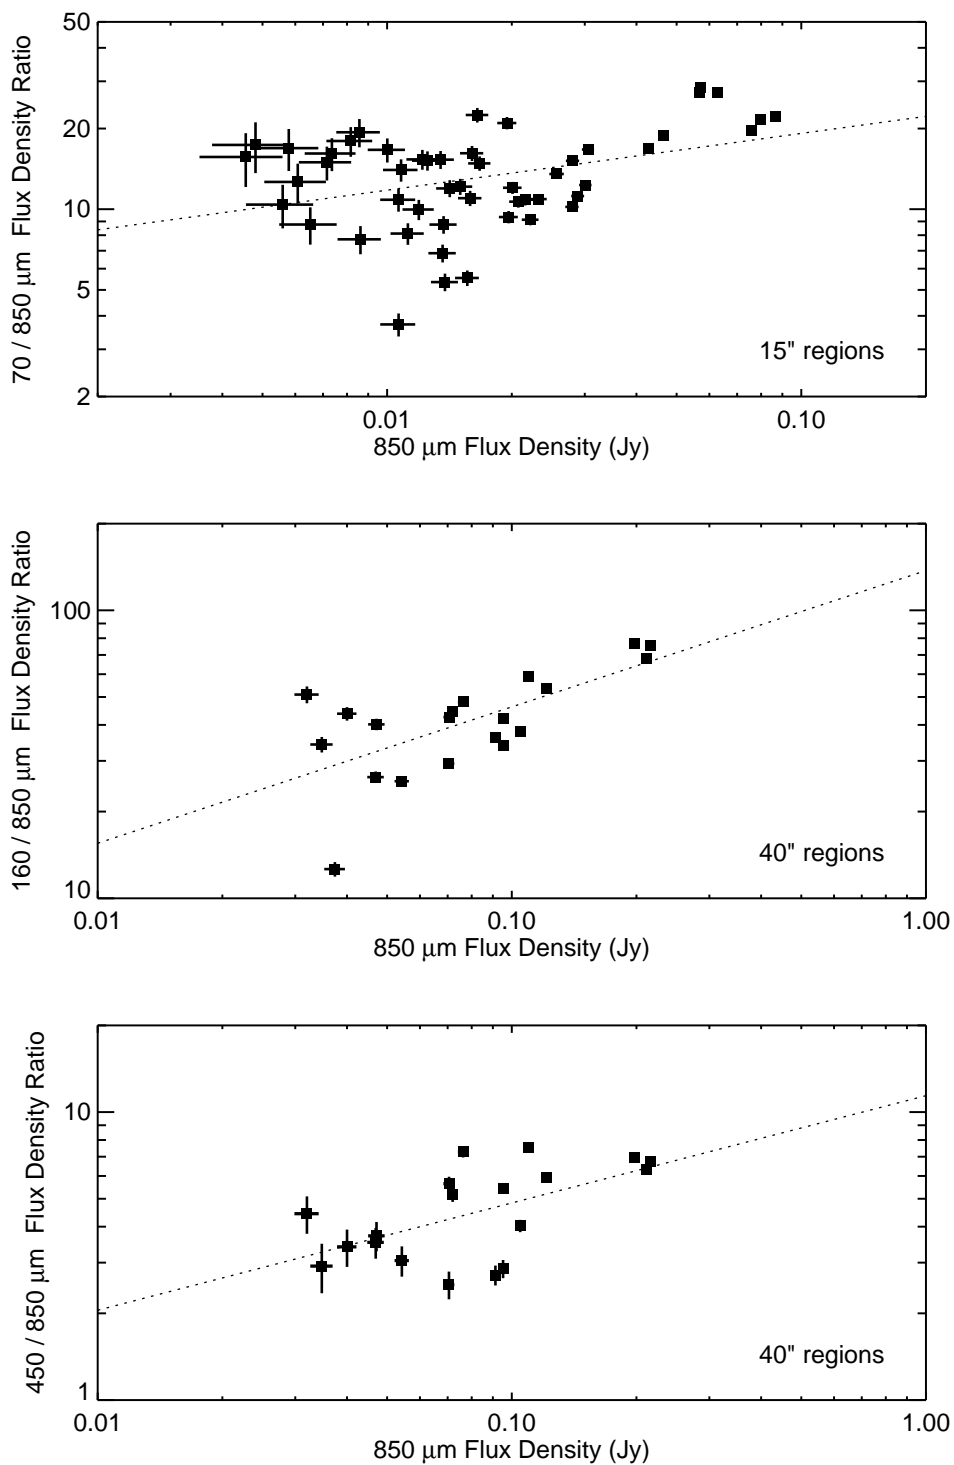 70 / 850 μm Flux Density Ratio
50
20
10
5
2
15" regions
0.01
0.10
850 μm Flux Density (Jy)
160 / 850 μm Flux Density Ratio
100
10
40" regions
0.01
0.10
1.00
850 μm Flux Density (Jy)
450 / 850 μm Flux Density Ratio
10
1
40" regions
0.01
0.10
1.00
850 μm Flux Density (Jy)